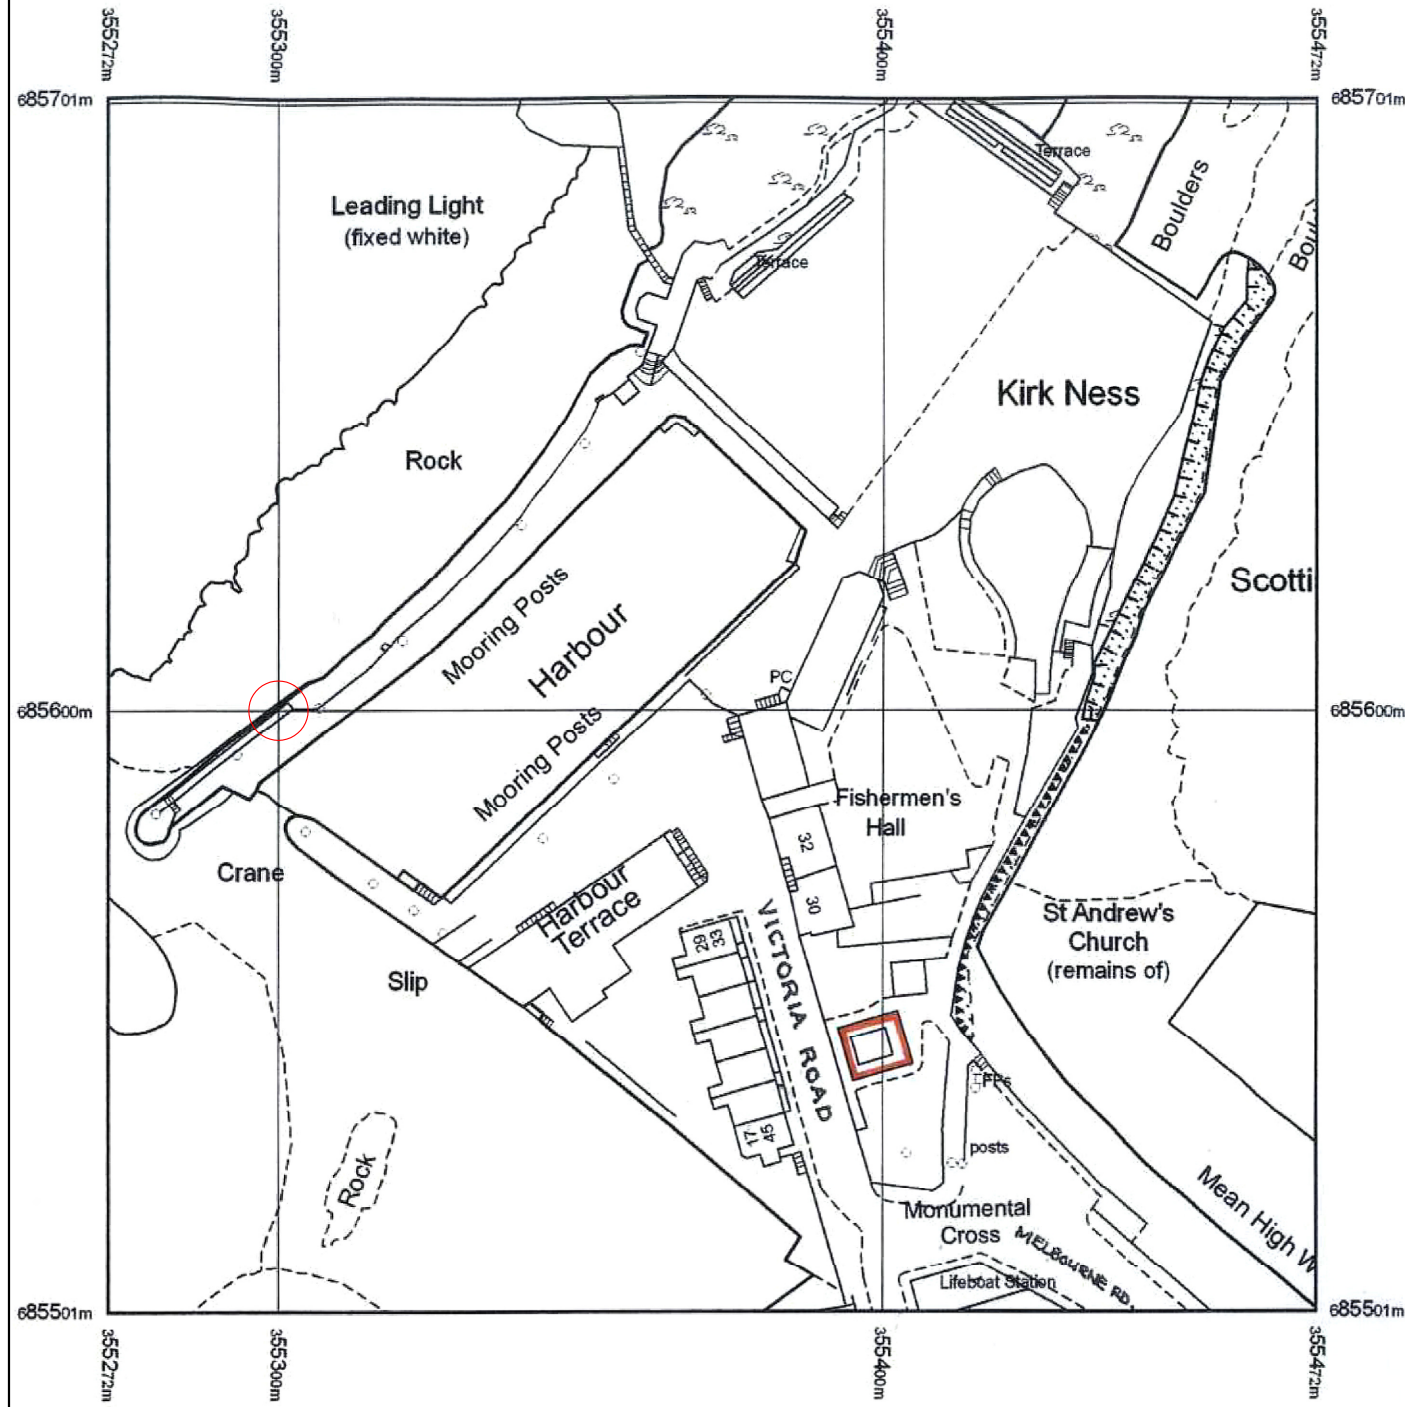 355272m
355300m
355400m
355472m
685701m
685701m
Terrace
Leading Light
(fixed white)
Boulders
Terrace
Kirk Ness
Rock
Scotti
Mooring Posts
Harbour
PC
685600m
685600m
Mooring Posts
Fishermen's
Hall
32
Crane
Harbour
Terrace
30
VICTORIA ROAD
St Andrew's
Church
(remains of)
29
33
Slip
FPs
17
45
posts
Rock
Mean High W
Monumental
Cross
MELBOURNE RD.
Lifeboat Station
685501m
685501m
355272m
355300m
355400m
355472m